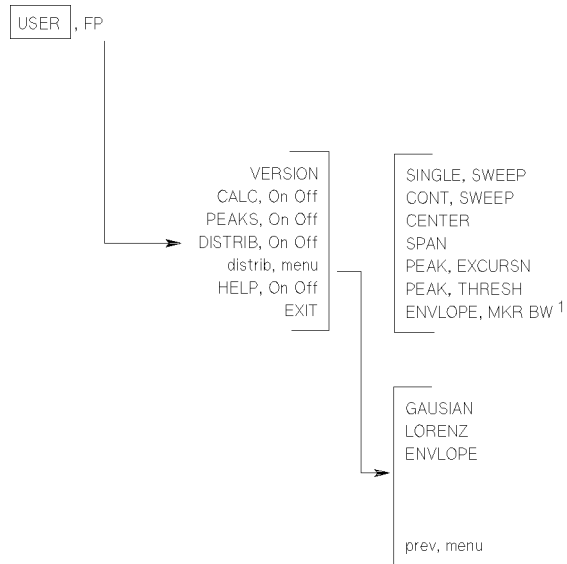 USER , FP
VERSION
CALC, On Off
PEAKS, On Off
DISTRIB, On Off
distrib, menu
HELP, On Off
EXIT
SINGLE, SWEEP
CONT, SWEEP
CENTER
SPAN
PEAK, EXCURSN
PEAK, THRESH
ENVLOPE, MKR BW 1
GAUSIAN
LORENZ
ENVLOPE
prev, menu